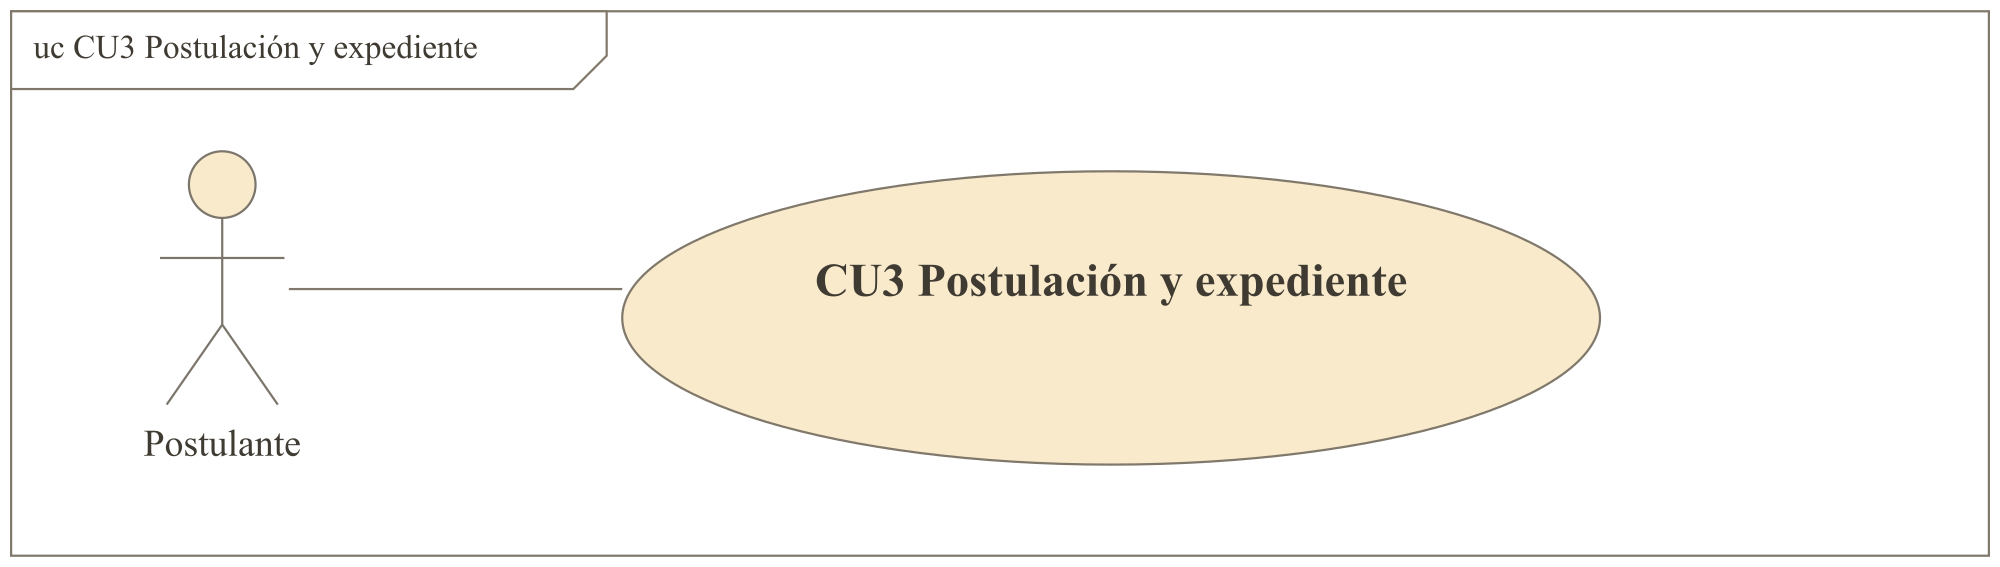 uc CU3 Postulación y expediente
CU3 Postulación y expediente
Postulante